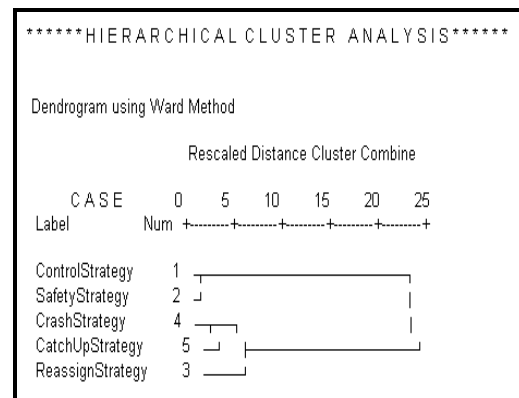 ******HIERARCHICAL CLUSTER ANALYSIS******
Dendrogram using Ward Method
Rescaled Distance Cluster Combine
CASE 0 5 10 15 20 25
Label Num +---------+---------+---------+---------+---------+
ControlStrategy 1
SafetyStrategy 2
CrashStrategy 4
CatchUpStrategy 5
ReassignStrategy 3